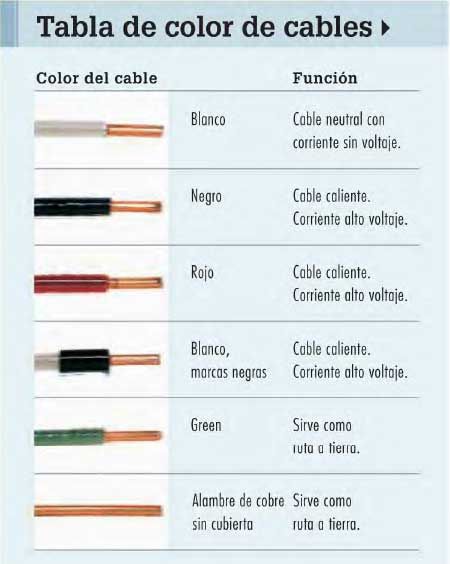 Tabla de color de cables
Color del cable Función
Blanco Cable neutral con
corriente sin voltaje.
Negro Cable caliente.
Corriente alto voltaje.
Rojo Cable caliente.
Corriente alto voltaje.
Blanco, Cable caliente.
marcas negras Corriente alto voltaje.
Green Sirve como
ruta a tierra.
Alambre de cobre Sirve como
sin cubierta ruta a tierra.